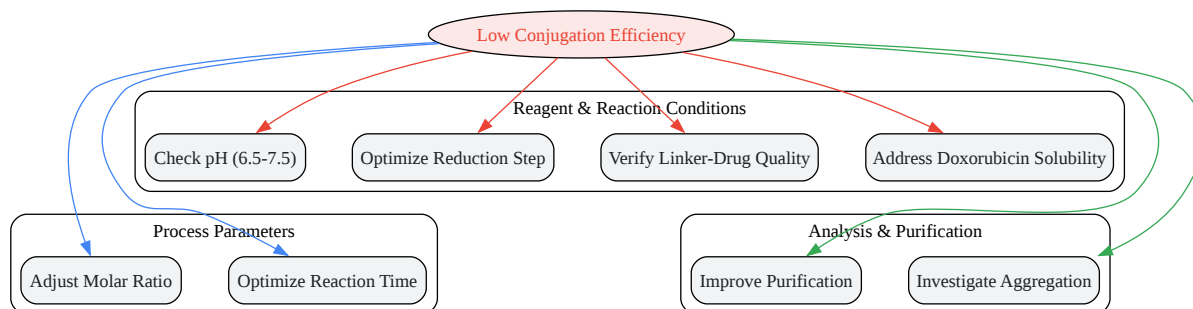 Low Conjugation Efficiency
Reagent & Reaction Conditions
Check pH (6.5-7.5)
Optimize Reduction Step
Verify Linker-Drug Quality
Address Doxorubicin Solubility
Process Parameters
Adjust Molar Ratio
Optimize Reaction Time
Analysis & Purification
Improve Purification
Investigate Aggregation